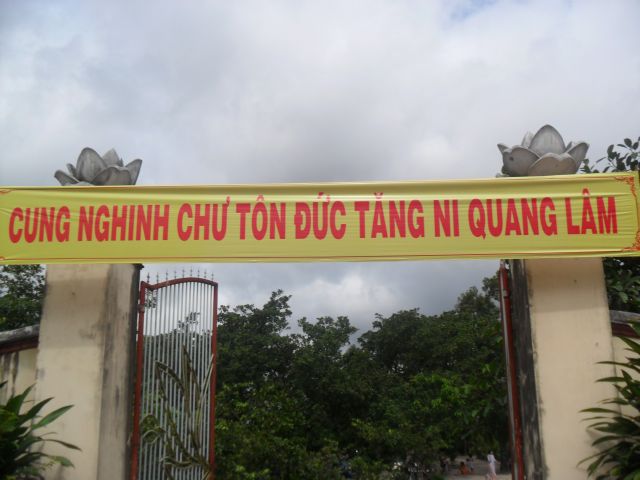 CUNG NGHINH CHƯ TÔN ĐỨC TĂNG NI QUANG LÂM